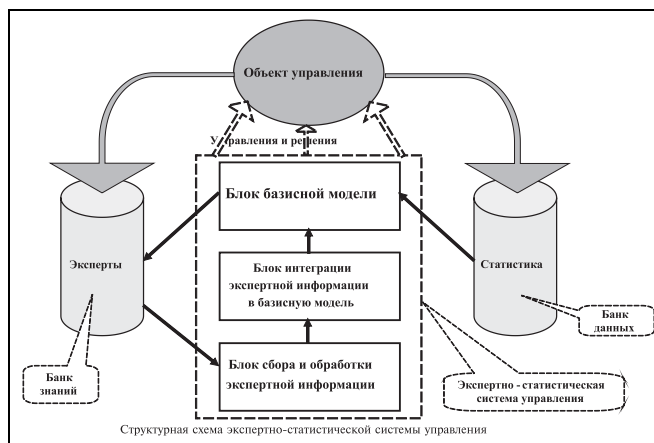 Объект управления
Управления и решения
Блок базисной модели
Эксперты
Блок интеграции
экспертной информации
в базисную модель
Статистика
Банк
данных
Банк
знаний
Блок сбора и обработки
экспертной информации
Экспертно - статистическая
система управления
Структурная схема экспертно-статистической системы управления